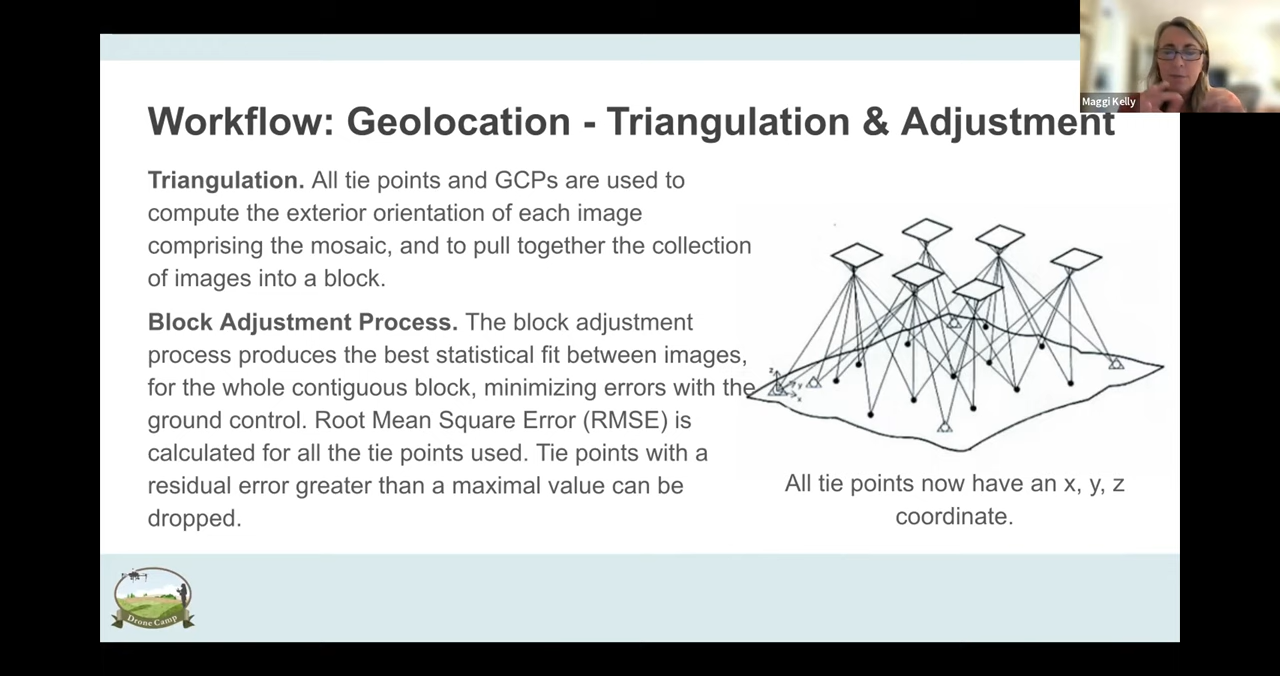 Maggi Kelly
Workflow: Geolocation - Triangulation & Adjustment
Triangulation. All tie points and GCPs are used to
compute the exterior orientation of each image
comprising the mosaic, and to pull together the collection
of images into a block.
Block Adjustment Process. The block adjustment
process produces the best statistical fit between images,
for the whole contiguous block, minimizing errors with the
ground control. Root Mean Square Error (RMSE) is
calculated for all the tie points used. Tie points with a
residual error greater than a maximal value can be
dropped.
z
y
x
All tie points now have an x, y, z
coordinate.
Drone Camp